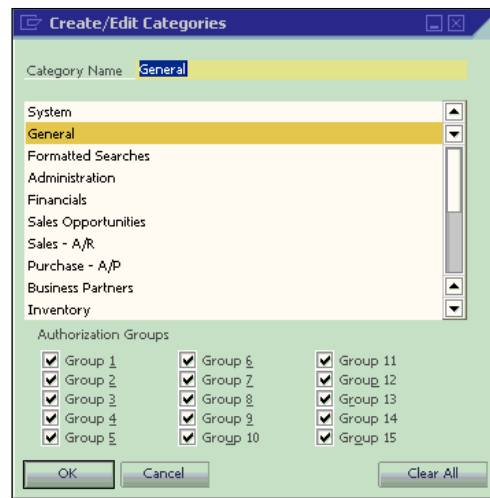 Create/Edit Categories
Category Name General
System
General
Formatted Searches
Administration
Financials
Sales Opportunities
Sales - A/R
Purchase - A/P
Business Partners
Inventory
Authorization Groups
Group 1 Group 6 Group 11
Group 2 Group 7 Group 12
Group 3 Group 8 Group 13
Group 4 Group 9 Group 14
Group 5 Group 10 Group 15
OK Cancel Clear All